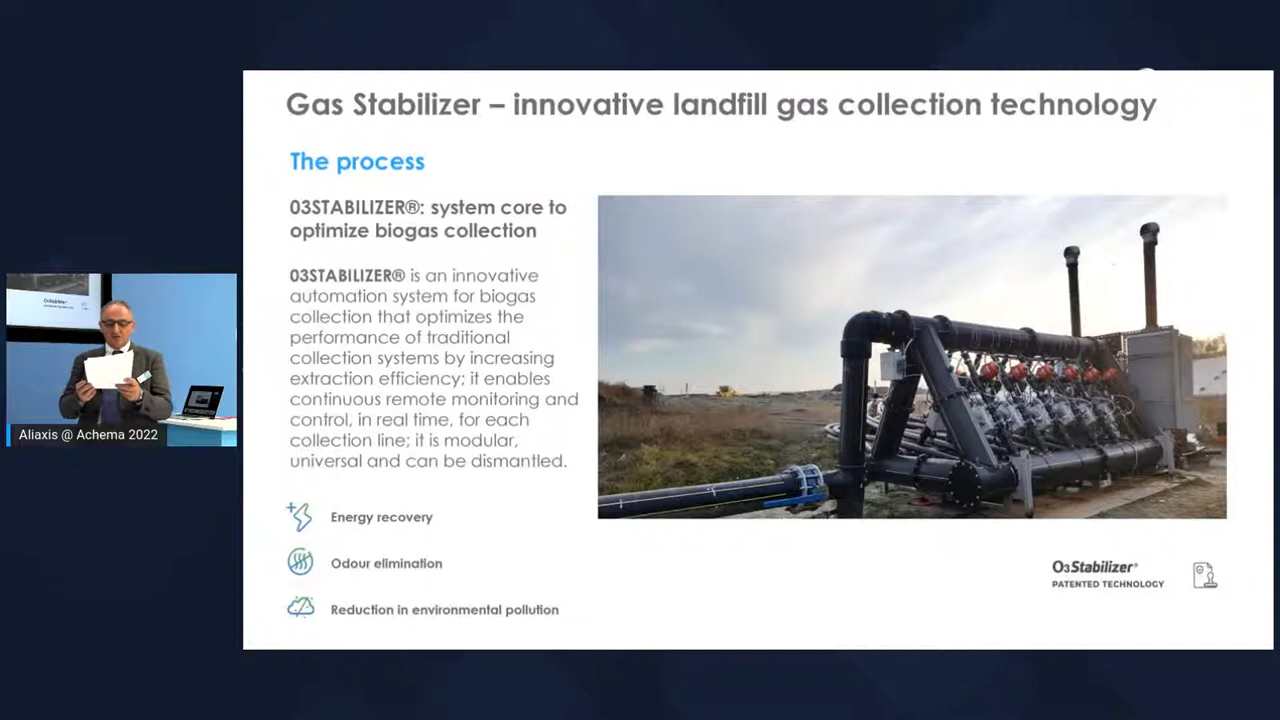 Gas Stabilizer – innovative landfill gas collection technology
The process
03STABILIZER®: system core to
optimize biogas collection
03STABILIZER® is an innovative
automation system for biogas
collection that optimizes the
performance of traditional
collection systems by increasing
extraction efficiency; it enables
continuous remote monitoring and
control, in real time, for each
collection line; it is modular,
universal and can be dismantled.
Energy recovery
Odour elimination
Reduction in environmental pollution
O3Stabilizer®
PATENTED TECHNOLOGY
O3Stabilizer
Aliaxis @ Achema 2022